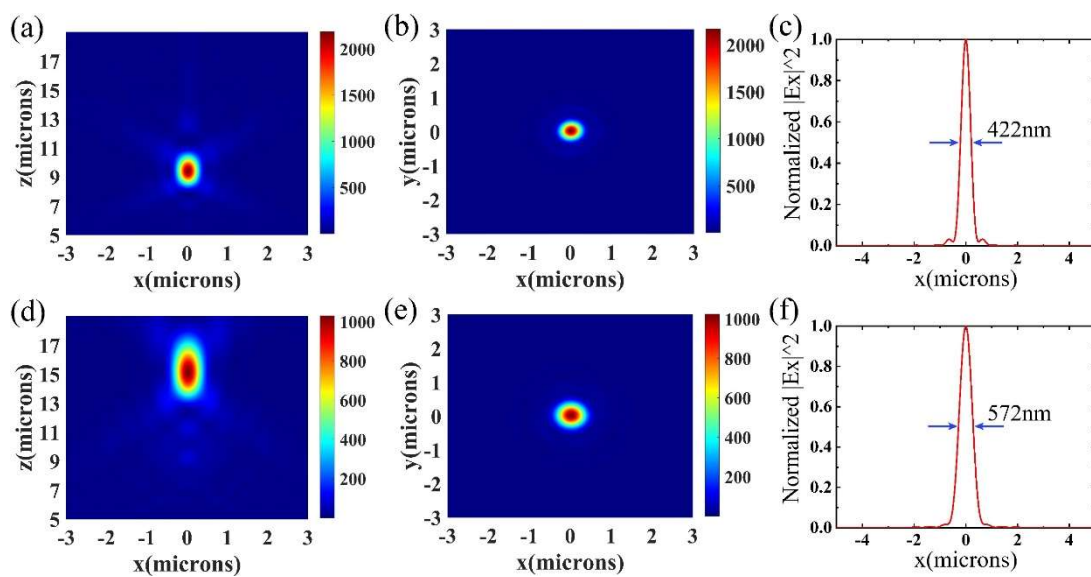 (a)
z(microns)
17
15
13
11
9
7
5
-3 -2 -1 0 1 2 3
x(microns)
2000
1500
1000
500
(b)
y(microns)
3
2
1
0
-1
-2
-3
-3 -2 -1 0 1 2 3
x(microns)
2000
1500
1000
500
(c)
Normalized |Ex|^2
1.0
0.8
0.6
0.4
0.2
0.0
422nm
-4 -2 0 2 4
x(microns)
(d)
z(microns)
17
15
13
11
9
7
5
-3 -2 -1 0 1 2 3
x(microns)
1000
800
600
400
200
(e)
y(microns)
3
2
1
0
-1
-2
-3
-3 -2 -1 0 1 2 3
x(microns)
1000
800
600
400
200
(f)
Normalized |Ex|^2
1.0
0.8
0.6
0.4
0.2
0.0
572nm
-4 -2 0 2 4
x(microns)